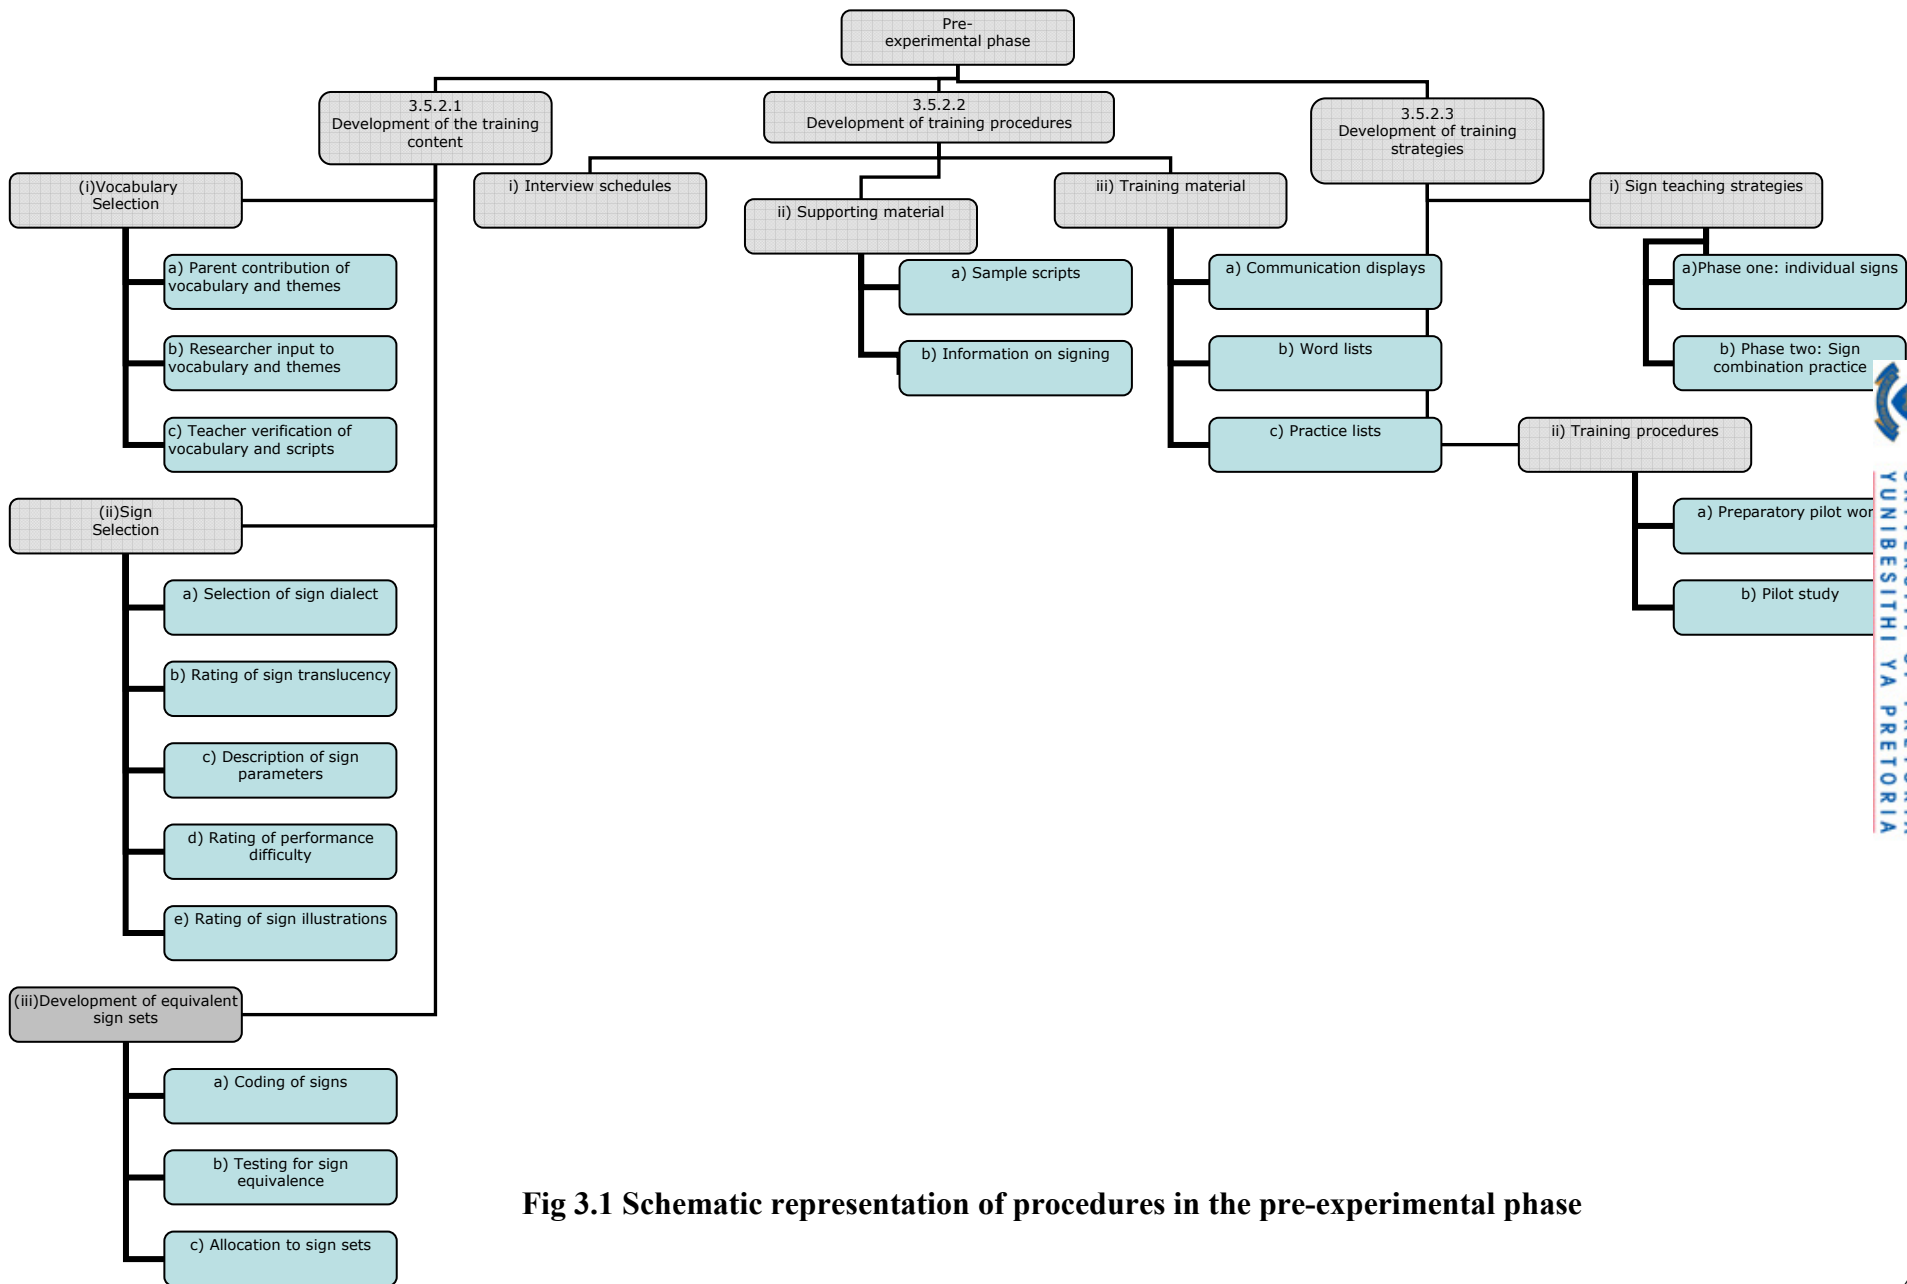 Pre-
experimental phase
3.5.2.1
Development of the training
content
3.5.2.2
Development of training procedures
3.5.2.3
Development of training
strategies
(i)Vocabulary
Selection
a) Parent contribution of
vocabulary and themes
b) Researcher input to
vocabulary and themes
c) Teacher verification of
vocabulary and scripts
(ii)Sign
Selection
a) Selection of sign dialect
b) Rating of sign translucency
c) Description of sign
parameters
d) Rating of performance
difficulty
e) Rating of sign illustrations
(iii)Development of equivalent
sign sets
a) Coding of signs
b) Testing for sign
equivalence
c) Allocation to sign sets
i) Interview schedules
ii) Supporting material
a) Sample scripts
b) Information on signing
iii) Training material
a) Communication displays
b) Word lists
c) Practice lists
i) Sign teaching strategies
a)Phase one: individual signs
b) Phase two: Sign
combination practice
ii) Training procedures
a) Preparatory pilot wor
b) Pilot study
YUNIBESITHI YA PRETORIA
Fig 3.1 Schematic representation of procedures in the pre-experimental phase